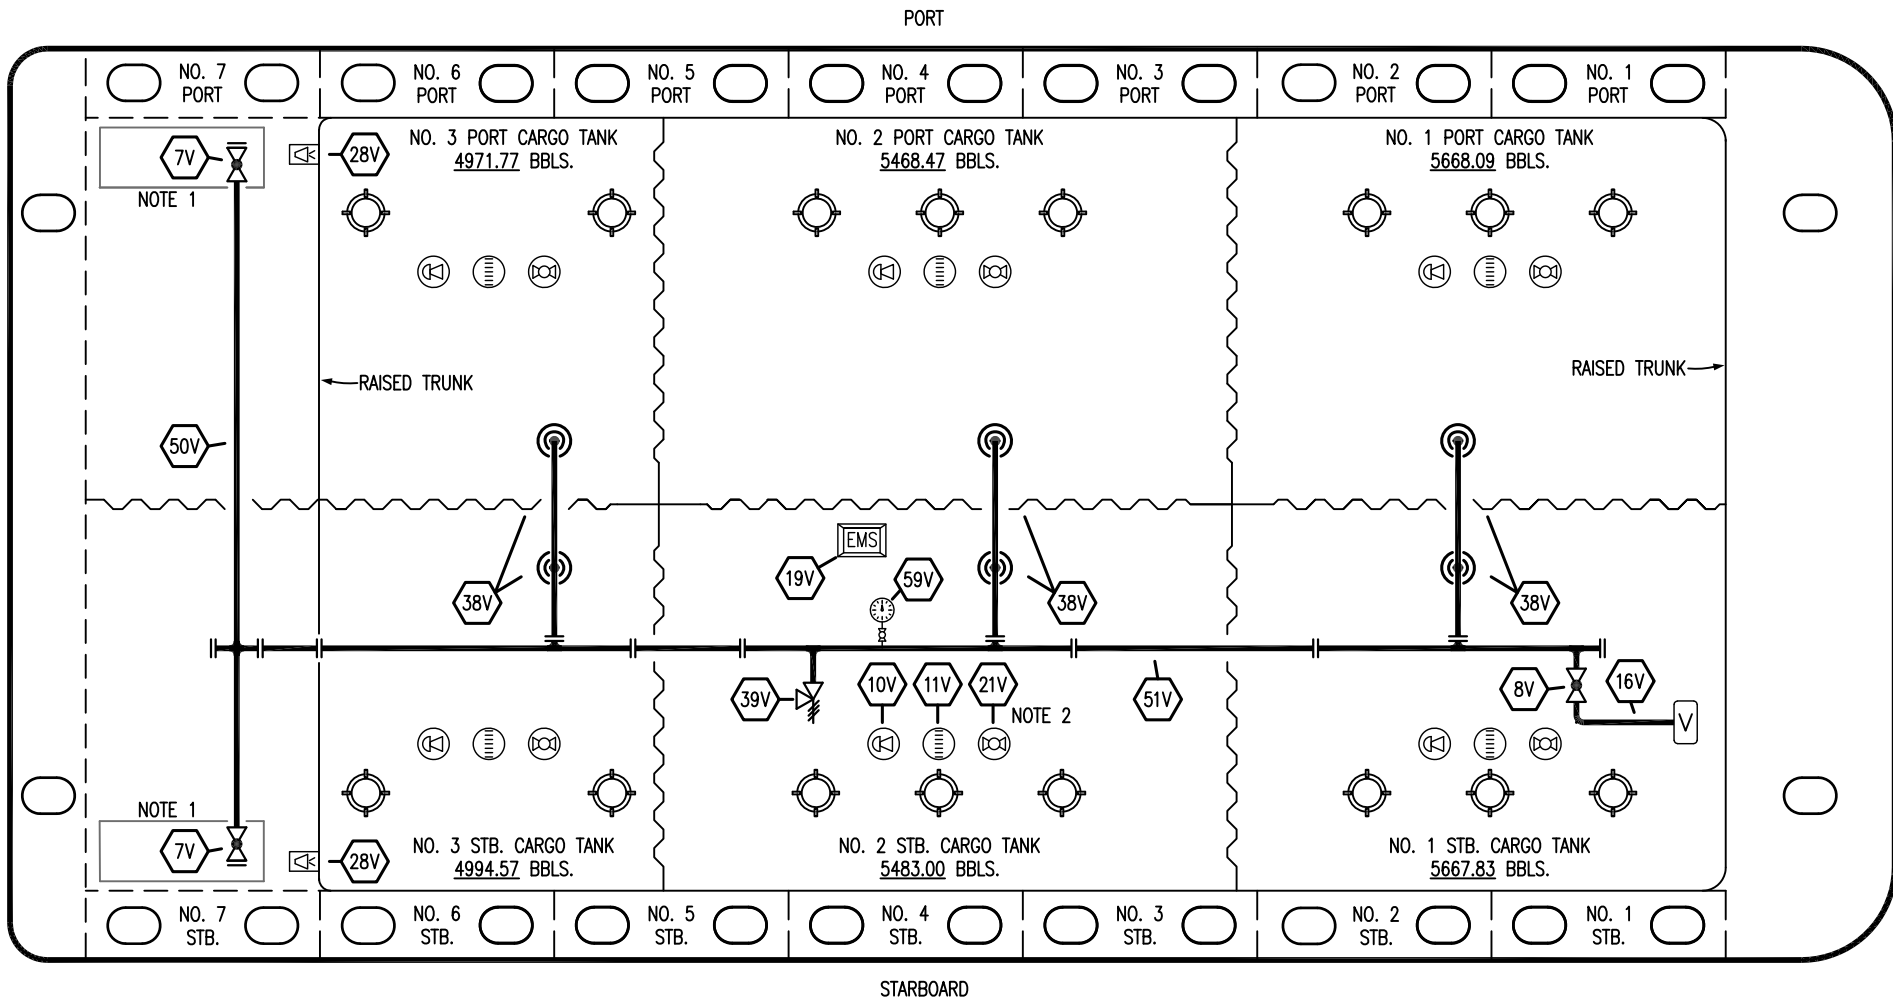 PORT
NO. 7
PORT
NO. 6
PORT
NO. 5
PORT
NO. 4
PORT
NO. 3
PORT
NO. 2
PORT
NO. 1
PORT
7V
NOTE 1
28V
NO. 3 PORT CARGO TANK
4971.77 BBLS.
NO. 2 PORT CARGO TANK
5468.47 BBLS.
NO. 1 PORT CARGO TANK
5668.09 BBLS.
RAISED TRUNK
RAISED TRUNK
50V
EMS
19V
59V
38V
38V
38V
39V
10V
11V
21V
NOTE 2
51V
8V
16V
V
NOTE 1
7V
28V
NO. 3 STB. CARGO TANK
4994.57 BBLS.
NO. 2 STB. CARGO TANK
5483.00 BBLS.
NO. 1 STB. CARGO TANK
5667.83 BBLS.
NO. 7
STB.
NO. 6
STB.
NO. 5
STB.
NO. 4
STB.
NO. 3
STB.
NO. 2
STB.
NO. 1
STB.
STARBOARD